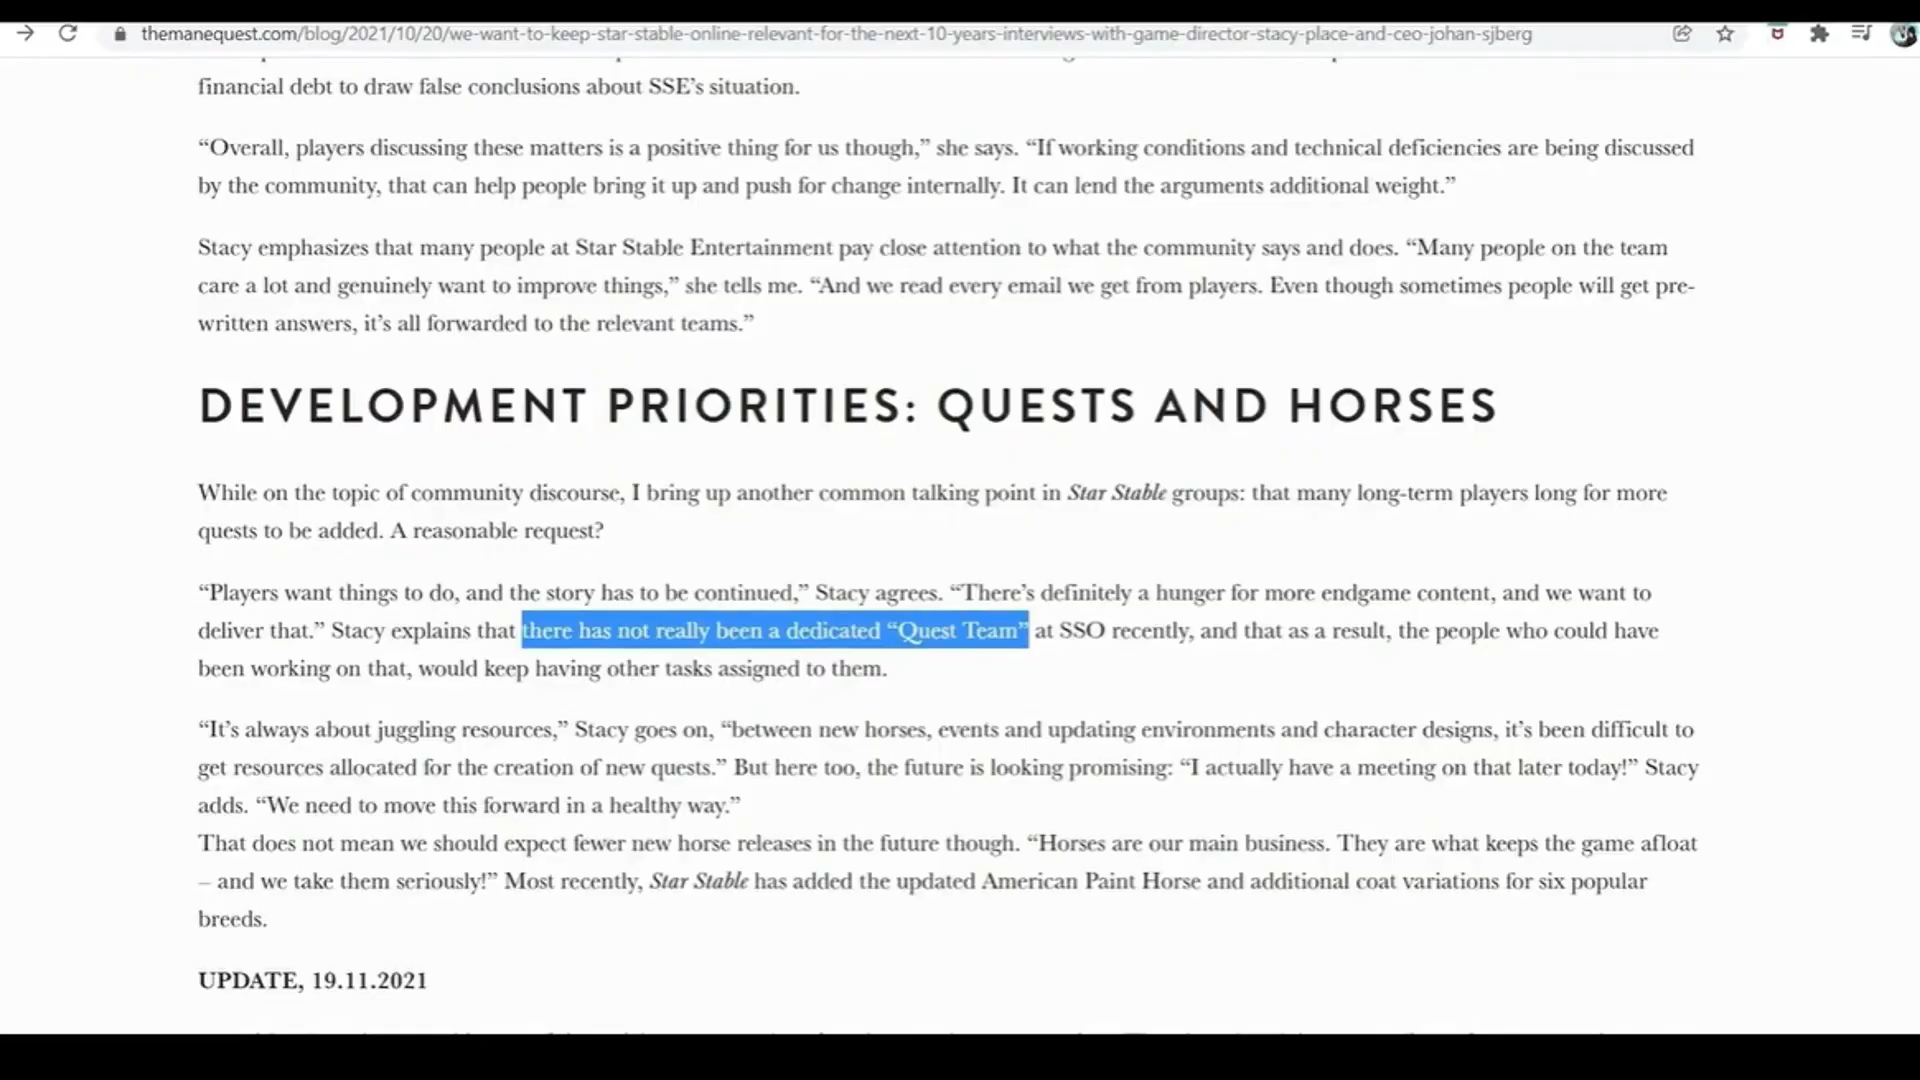 themanequest.com/blog/2021/10/20/we-want-to-keep-star-stable-online-relevant-for-the-next-10-years-interviews-with-game-director-stacy-place-and-ceo-johan-sjberg
financial debt to draw false conclusions about SSE’s situation.
“Overall, players discussing these matters is a positive thing for us though,” she says. “If working conditions and technical deficiencies are being discussed
by the community, that can help people bring it up and push for change internally. It can lend the arguments additional weight.”
Stacy emphasizes that many people at Star Stable Entertainment pay close attention to what the community says and does. “Many people on the team
care a lot and genuinely want to improve things,” she tells me. “And we read every email we get from players. Even though sometimes people will get pre-
written answers, it’s all forwarded to the relevant teams.”
DEVELOPMENT PRIORITIES: QUESTS AND HORSES
While on the topic of community discourse, I bring up another common talking point in Star Stable groups: that many long-term players long for more
quests to be added. A reasonable request?
“Players want things to do, and the story has to be continued,” Stacy agrees. “There’s definitely a hunger for more endgame content, and we want to
deliver that.” Stacy explains that there has not really been a dedicated “Quest Team” at SSO recently, and that as a result, the people who could have
been working on that, would keep having other tasks assigned to them.
“It’s always about juggling resources,” Stacy goes on, “between new horses, events and updating environments and character designs, it’s been difficult to
get resources allocated for the creation of new quests.” But here too, the future is looking promising: “I actually have a meeting on that later today!” Stacy
adds. “We need to move this forward in a healthy way.”
That does not mean we should expect fewer new horse releases in the future though. “Horses are our main business. They are what keeps the game afloat
– and we take them seriously!” Most recently, Star Stable has added the updated American Paint Horse and additional coat variations for six popular
breeds.
UPDATE, 19.11.2021